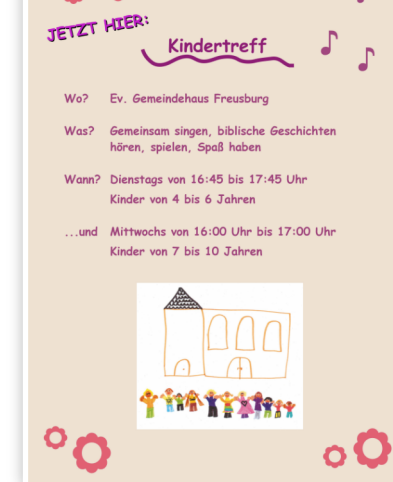 JETZT HIER:
Kindertreff
Wo? Ev. Gemeindehaus Freusburg
Was? Gemeinsam singen, biblische Geschichten
hören, spielen, Spaß haben
Wann? Dienstags von 16:45 bis 17:45 Uhr
Kinder von 4 bis 6 Jahren
...und Mittwochs von 16:00 Uhr bis 17:00 Uhr
Kinder von 7 bis 10 Jahren